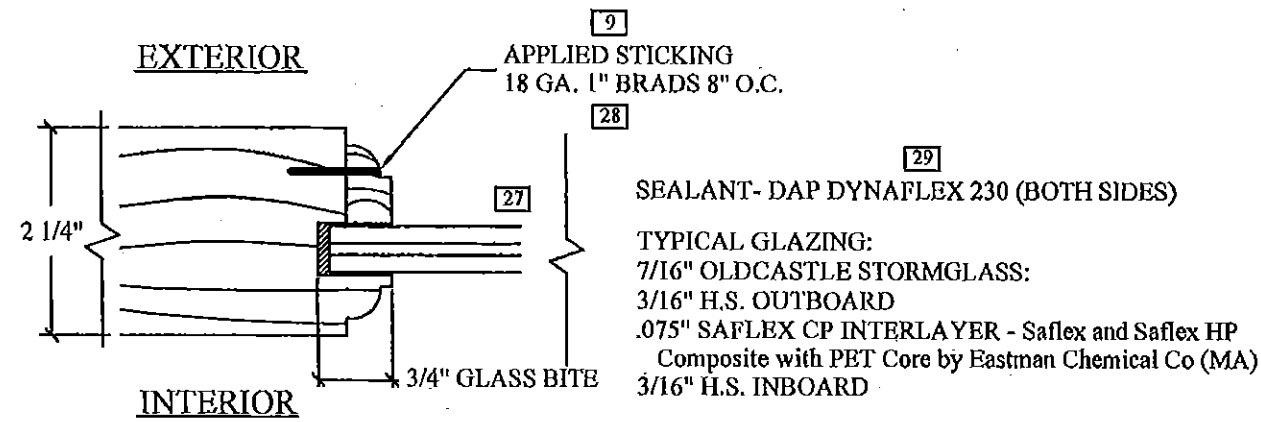 9
EXTERIOR
APPLIED STICKING
18 GA. 1" BRADS 8" O.C.
28
29
27
SEALANT- DAP DYNAFLEX 230 (BOTH SIDES)
2 1/4"
TYPICAL GLAZING:
7/16" OLDCASTLE STORMGLASS:
3/16" H.S. OUTBOARD
.075" SAFLEX CP INTERLAYER - Saflex and Saflex HP
Composite with PET Core by Eastman Chemical Co (MA)
3/16" H.S. INBOARD
3/4" GLASS BITE
INTERIOR